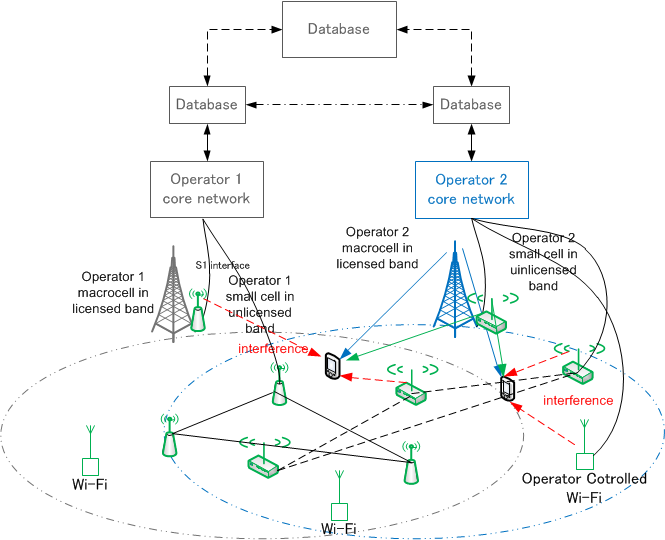 Database
Database
Database
Operator 1
core network
Operator 2
core network
Operator 1
macrocell in
licensed band
S1 interface
Operator 1
small cell in
unlicensed
band
interference
Operator 2
macrocell in
licensed band
Operator 2
small cell in
unlicensed
band
interference
Wi-Fi
Wi-Fi
Operator Cotrolled
Wi-Fi